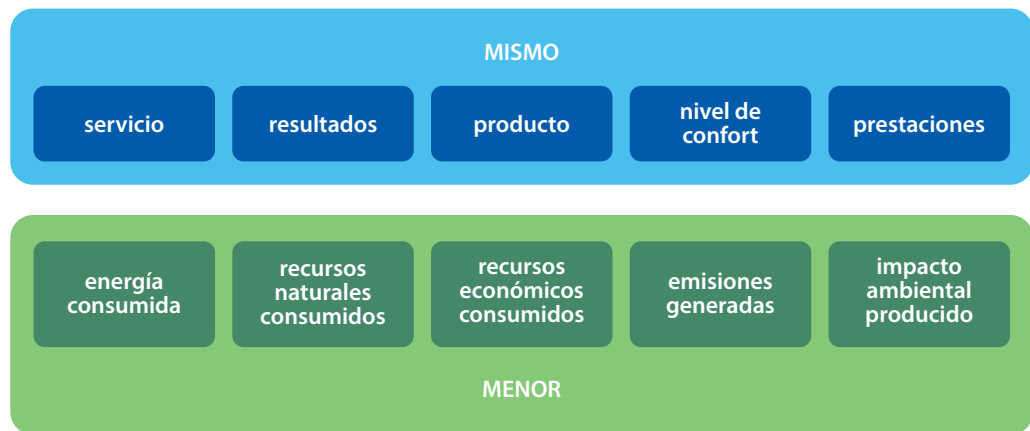 MISMO
servicio
resultados
producto
nivel de
confort
prestaciones
energía
consumida
recursos
naturales
consumidos
recursos
económicos
consumidos
emisiones
generadas
impacto
ambiental
producido
MENOR